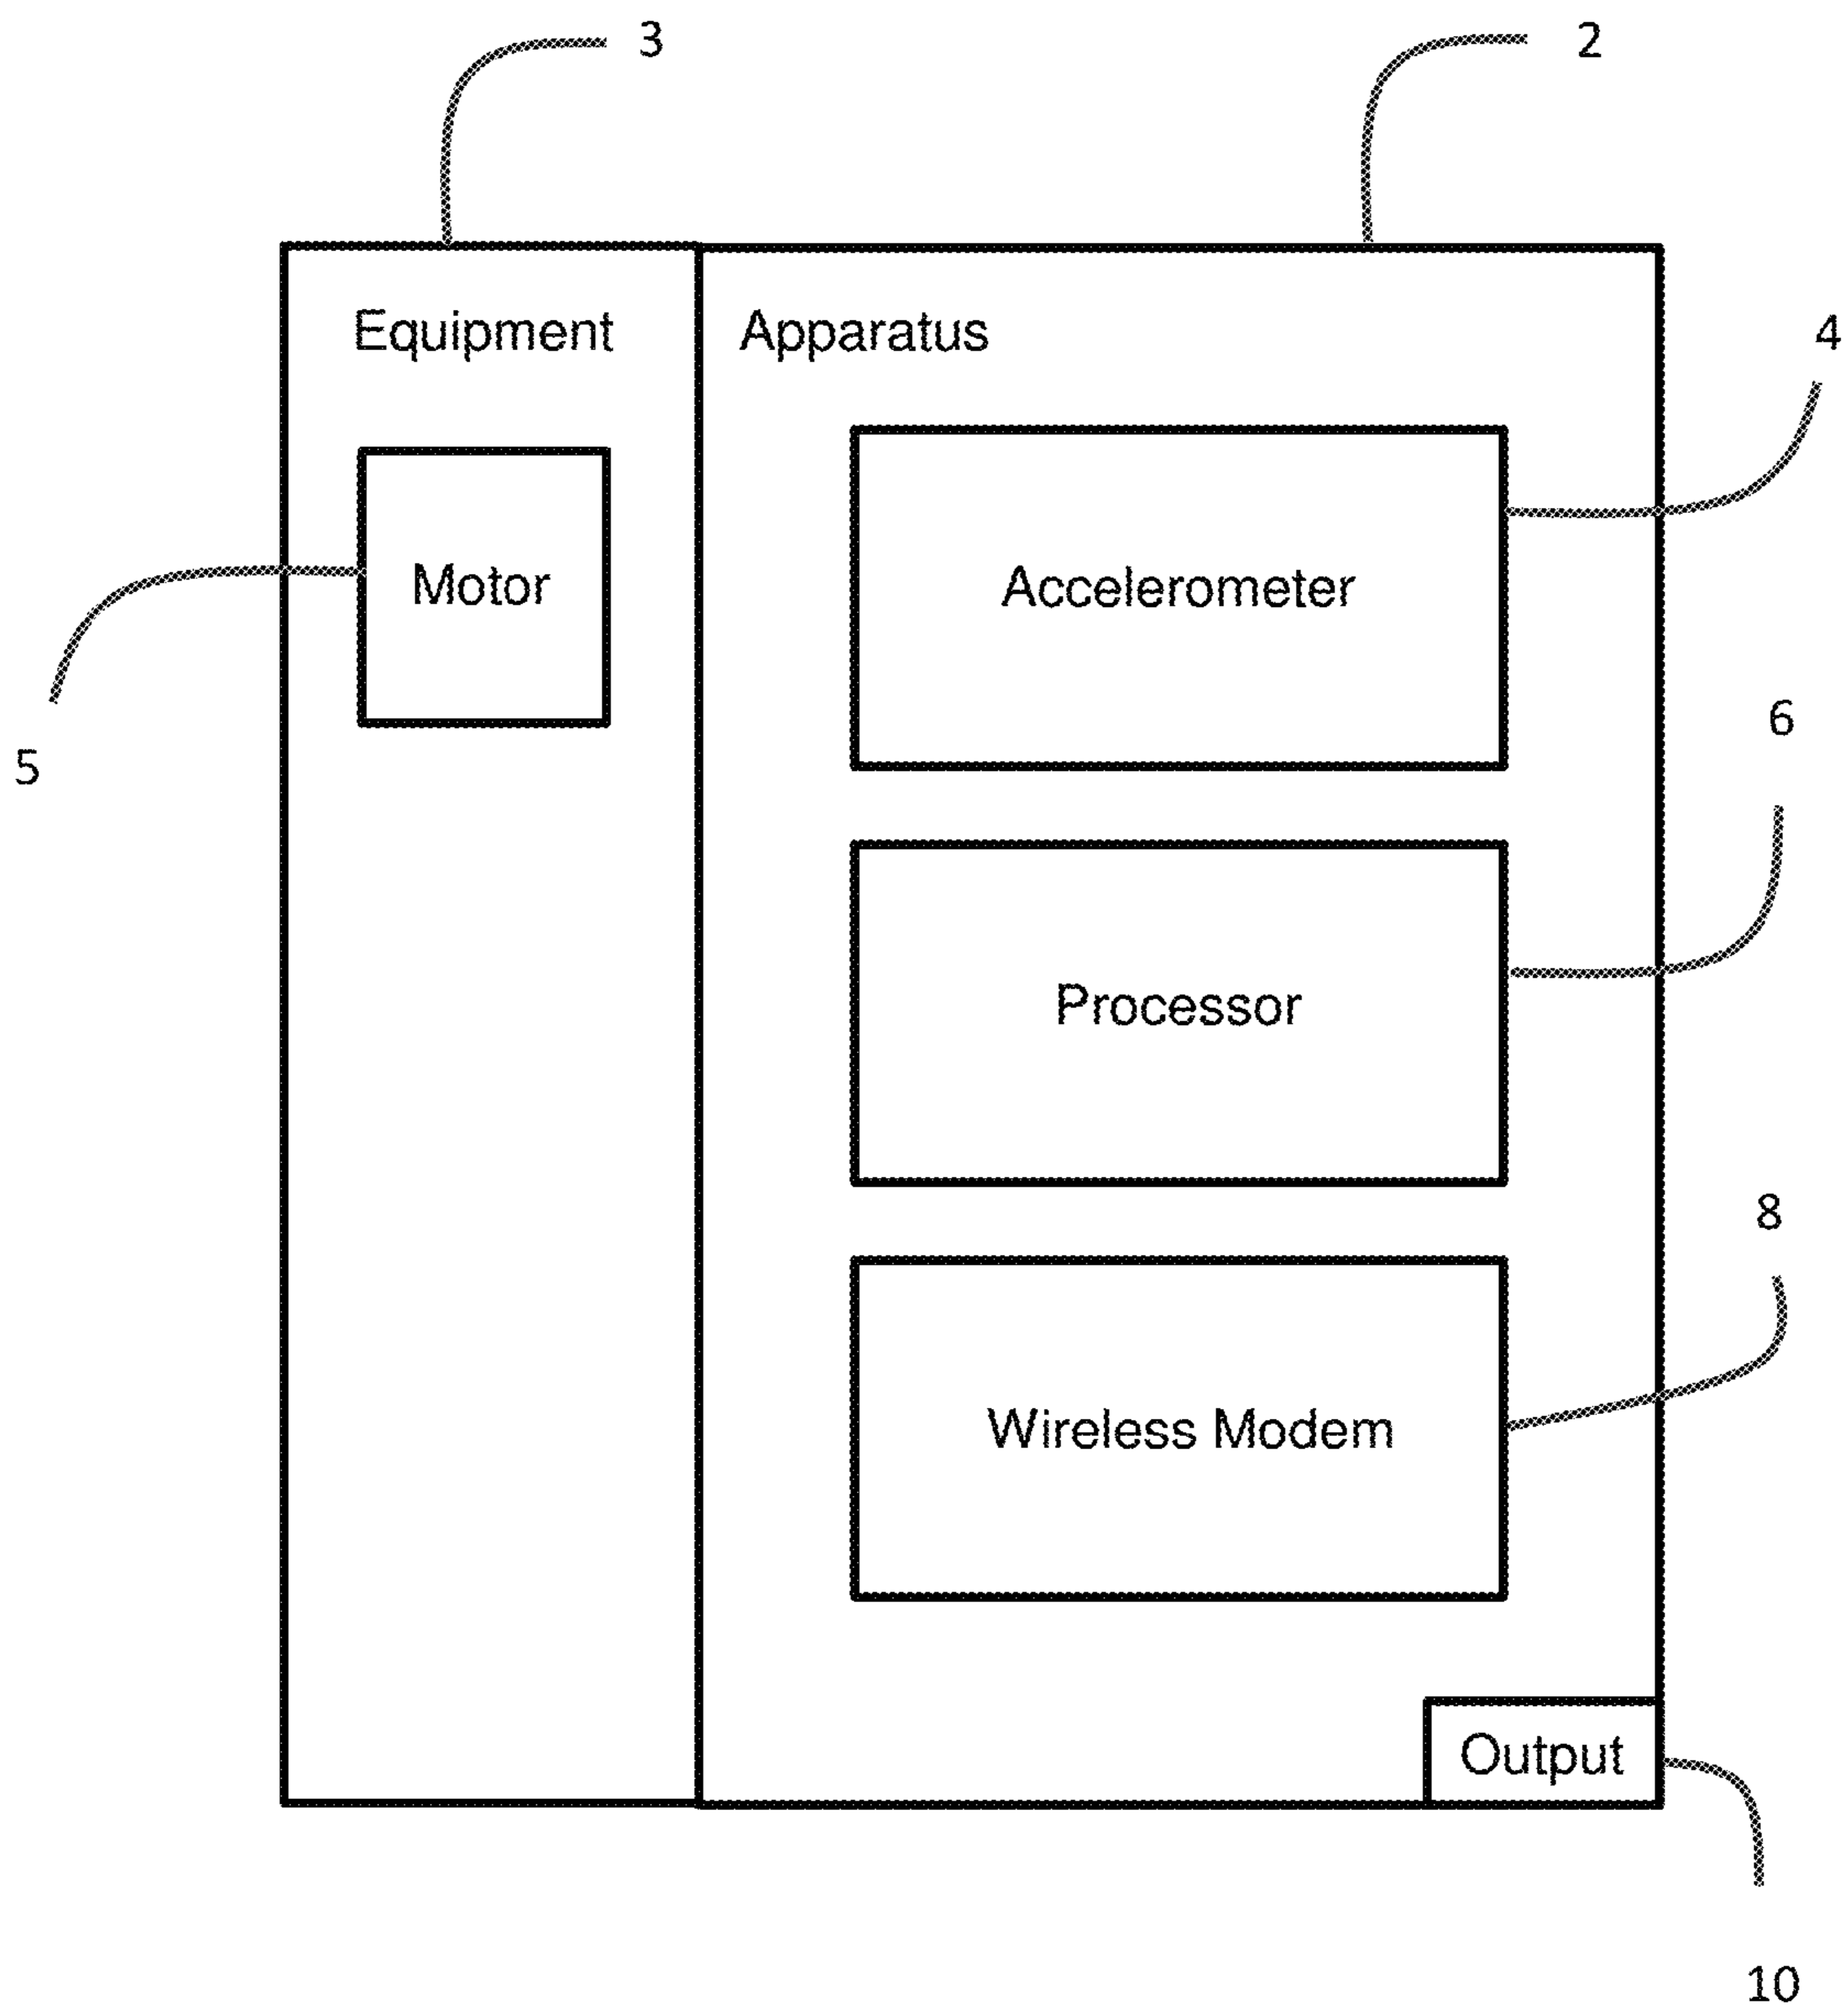 3
2
Equipment
Apparatus
4
Motor
Accelerometer
5
6
Processor
8
Wireless Modem
Output
10